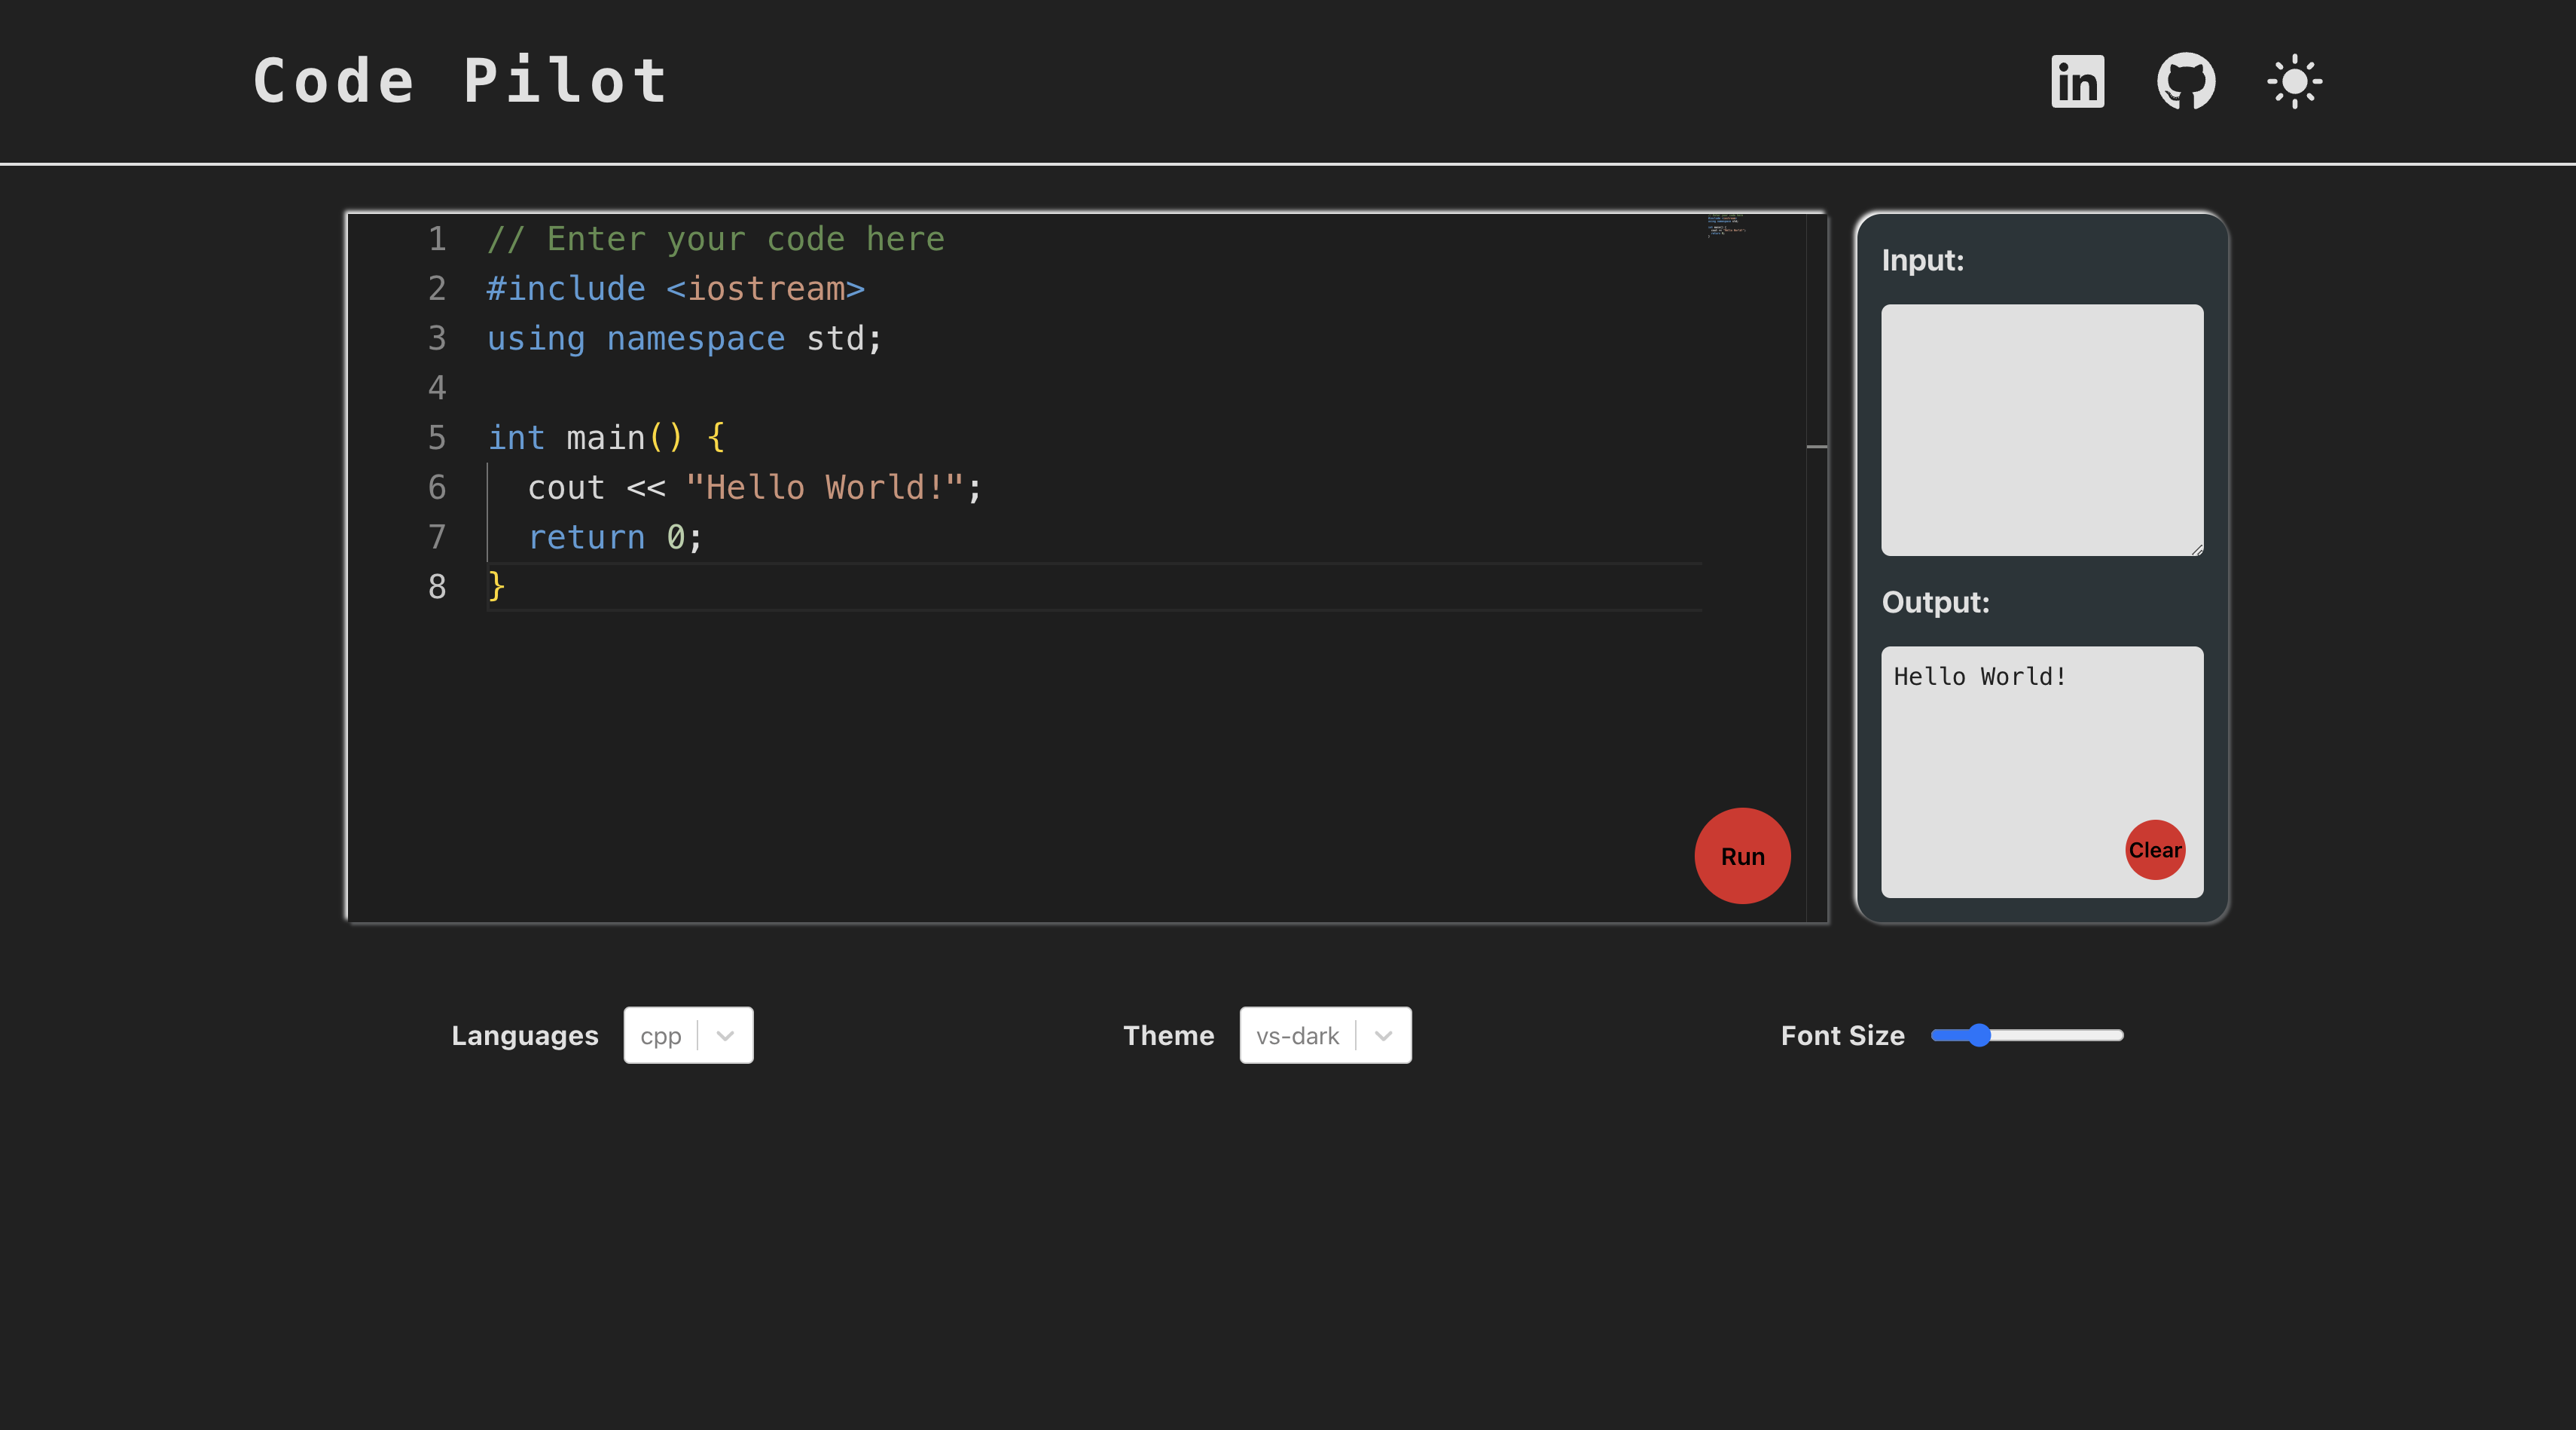 Code Pilot
in
1 // Enter your code here
2 #include <iostream>
3 using namespace std;
4
5 int main() {
6   cout << "Hello World!";
7   return 0;
8 }
Run
Input:
Output:
Hello World!
Clear
Languages cpp
Theme vs-dark
Font Size